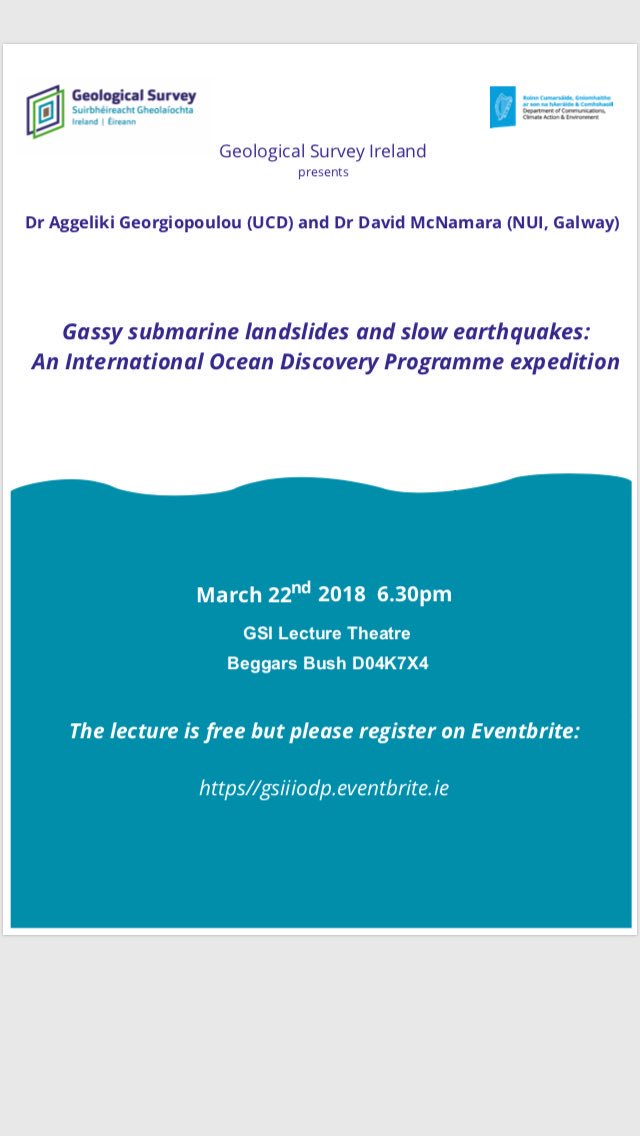 Geological Survey
Suirbhéireacht Gheolaíochta
Ireland | Éireann
Roinn Cumarsáide, Gníomhaithe
ar son na hAeráide & Comhshaoil
Department of Communications,
Climate Action & Environment
Geological Survey Ireland
presents
Dr Aggeliki Georgiopoulou (UCD) and Dr David McNamara (NUI, Galway)
Gassy submarine landslides and slow earthquakes:
An International Ocean Discovery Programme expedition
March 22nd 2018 6.30pm
GSI Lecture Theatre
Beggars Bush D04K7X4
The lecture is free but please register on Eventbrite:
https//gsiiiodp.eventbrite.ie